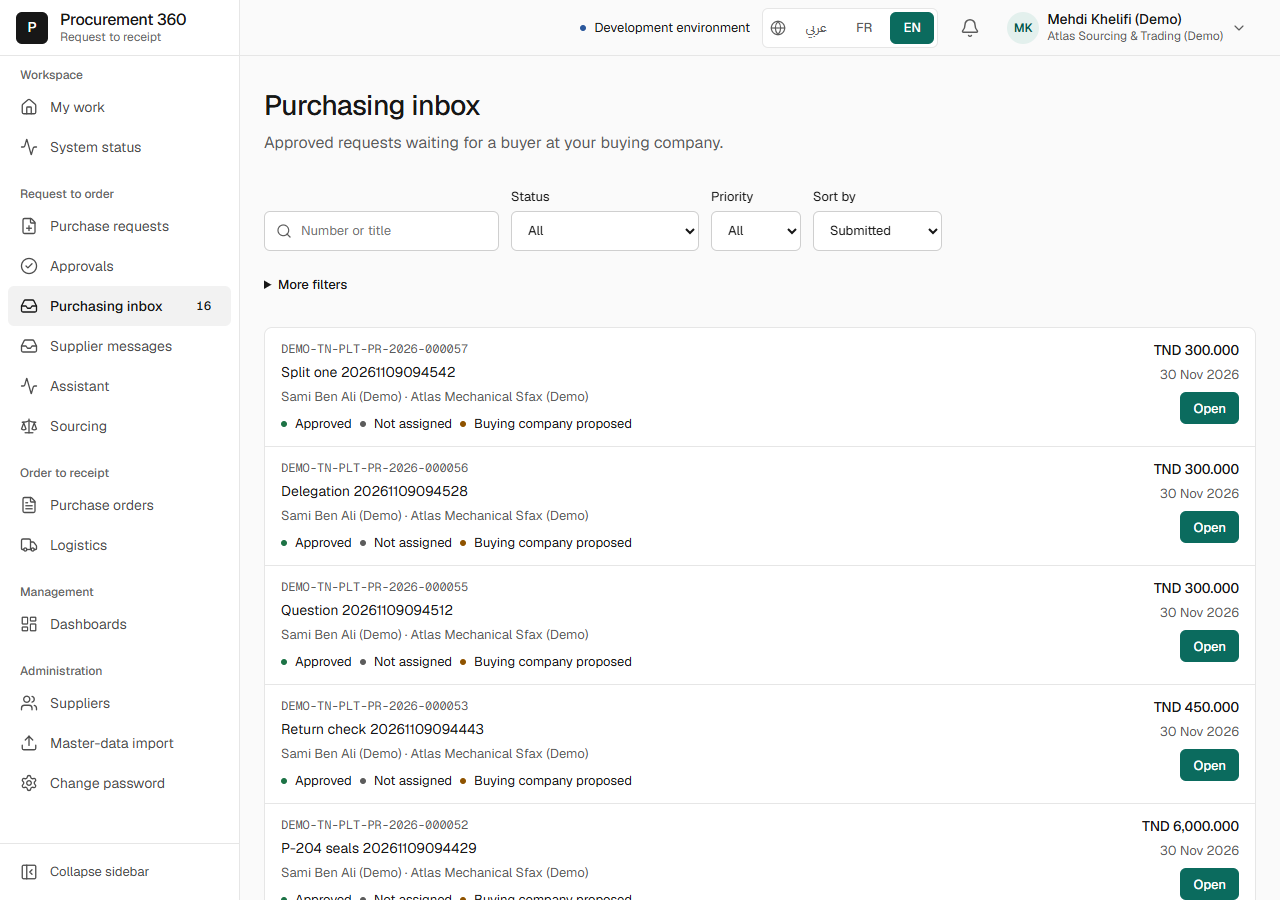 P
Procurement 360
Request to receipt
Development environment
عربي
FR
EN
MK
Mehdi Khelifi (Demo)
Atlas Sourcing & Trading (Demo)
Workspace
My work
System status
Request to order
Purchase requests
Approvals
Purchasing inbox 16
Supplier messages
Assistant
Sourcing
Order to receipt
Purchase orders
Logistics
Management
Dashboards
Administration
Suppliers
Master-data import
Change password
Collapse sidebar
Purchasing inbox
Approved requests waiting for a buyer at your buying company.
Number or title
Status
All
Priority
All
Sort by
Submitted
More filters
DEMO-TN-PLT-PR-2026-000057
Split one 20261109094542
Sami Ben Ali (Demo) · Atlas Mechanical Sfax (Demo)
Approved Not assigned Buying company proposed
TND 300.000
30 Nov 2026
Open
DEMO-TN-PLT-PR-2026-000056
Delegation 20261109094528
Sami Ben Ali (Demo) · Atlas Mechanical Sfax (Demo)
Approved Not assigned Buying company proposed
TND 300.000
30 Nov 2026
Open
DEMO-TN-PLT-PR-2026-000055
Question 20261109094512
Sami Ben Ali (Demo) · Atlas Mechanical Sfax (Demo)
Approved Not assigned Buying company proposed
TND 300.000
30 Nov 2026
Open
DEMO-TN-PLT-PR-2026-000053
Return check 20261109094443
Sami Ben Ali (Demo) · Atlas Mechanical Sfax (Demo)
Approved Not assigned Buying company proposed
TND 450.000
30 Nov 2026
Open
DEMO-TN-PLT-PR-2026-000052
P-204 seals 20261109094429
Sami Ben Ali (Demo) · Atlas Mechanical Sfax (Demo)
Approved Not assigned Buying company proposed
TND 6,000.000
30 Nov 2026
Open